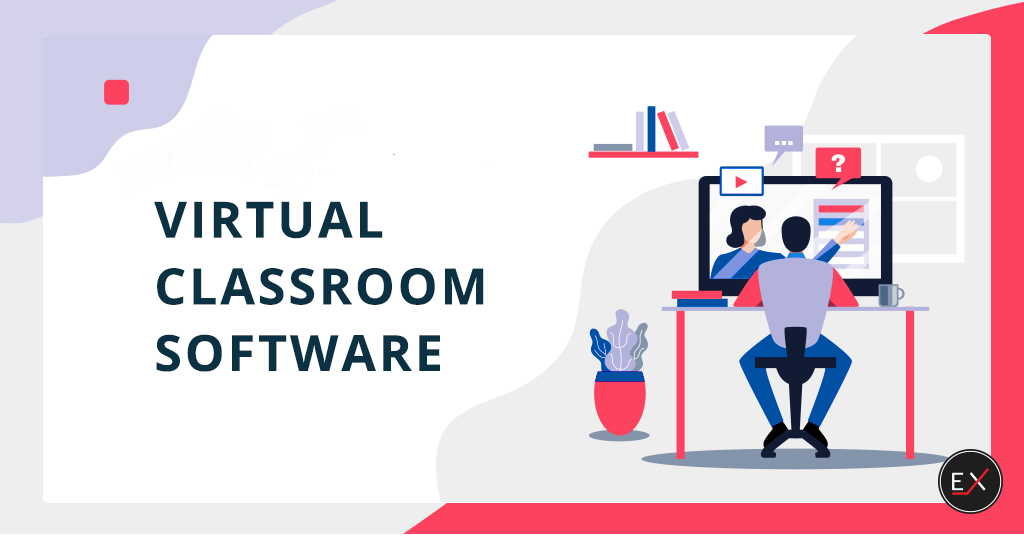 VIRTUAL
CLASSROOM
SOFTWARE
...
?
EX